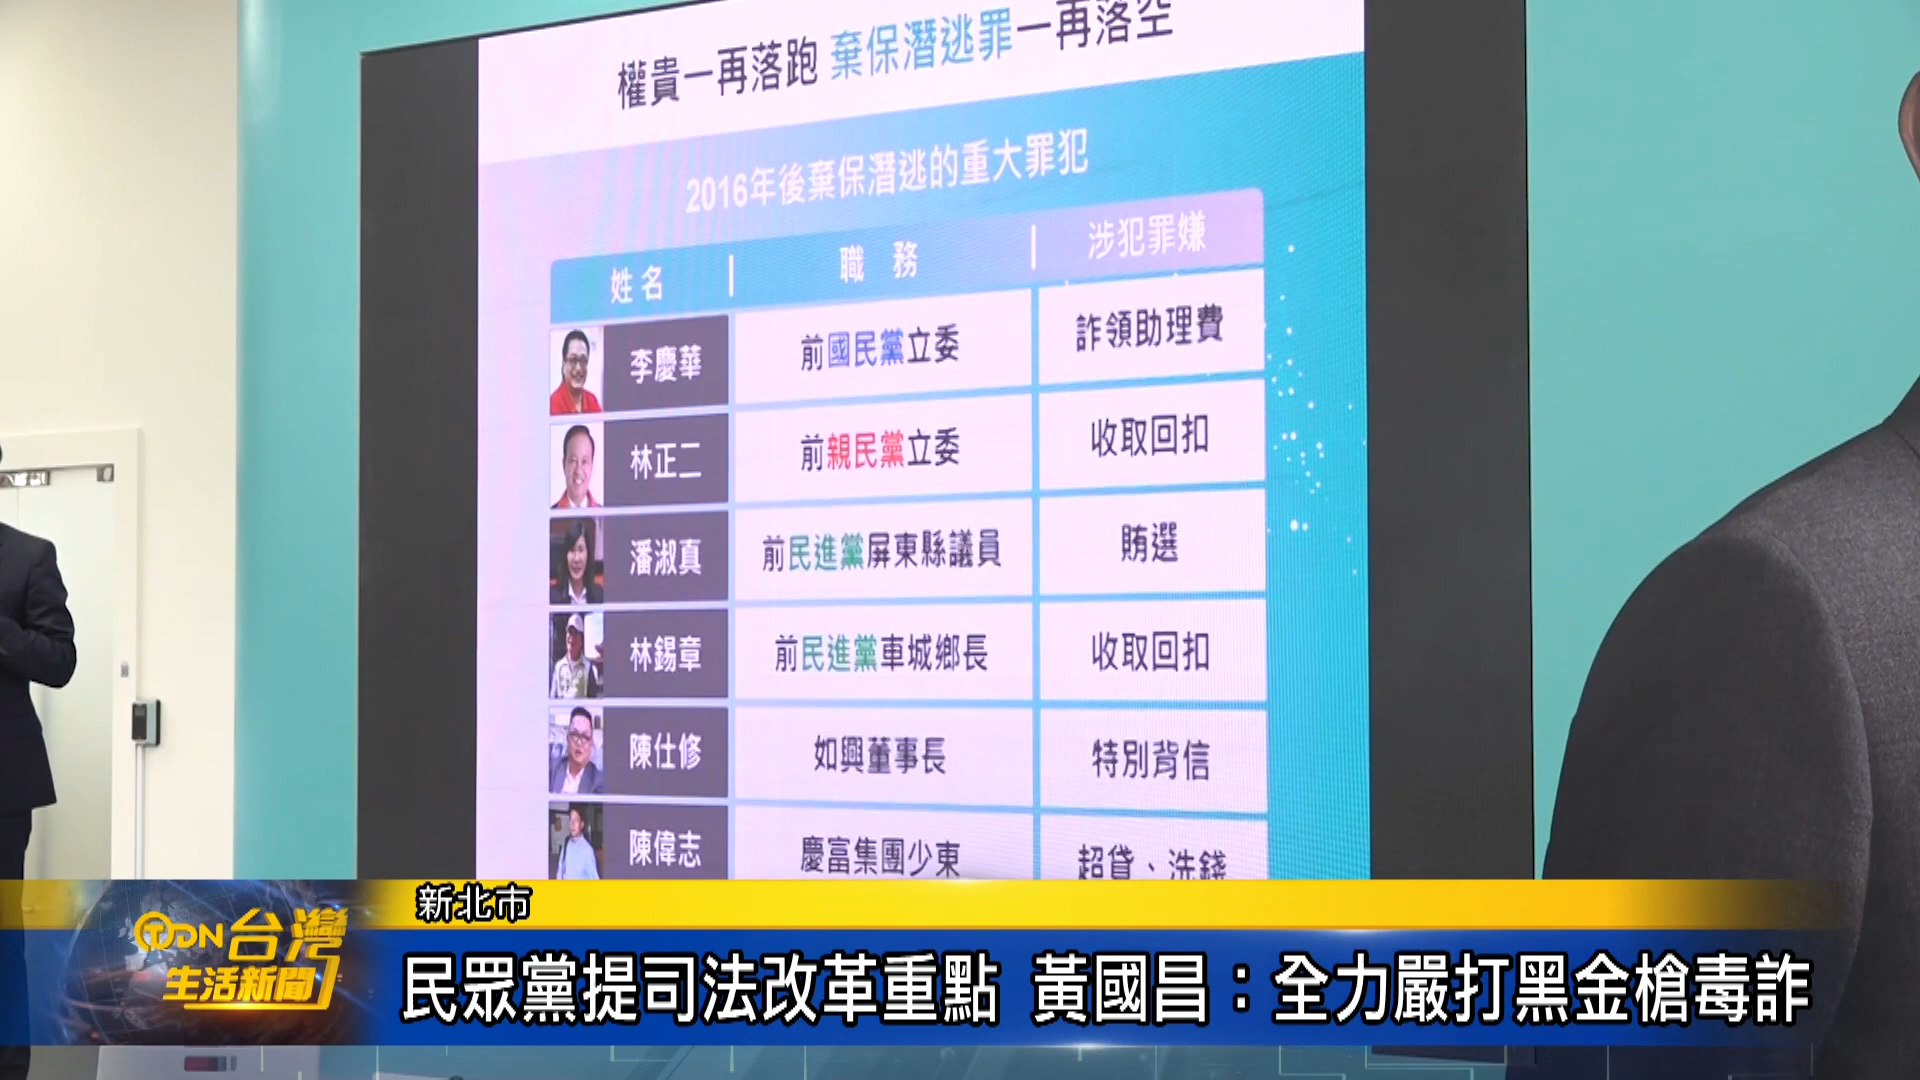 權貴一再落跑 棄保潛逃罪一再落空
2016年後棄保潛逃的重大罪犯
姓名 職 務 涉犯罪嫌
李慶華 前國民黨立委 詐領助理費
林正二 前親民黨立委 收取回扣
潘淑真 前民進黨屏東縣議員 賄選
林錫章 前民進黨車城鄉長 收取回扣
陳仕修 如興董事長 特別背信
陳偉志 慶富集團少東 超貸、洗錢
新北市
TDN 台灣
生活新聞
民眾黨提司法改革重點 黃國昌:全力嚴打黑金槍毒詐